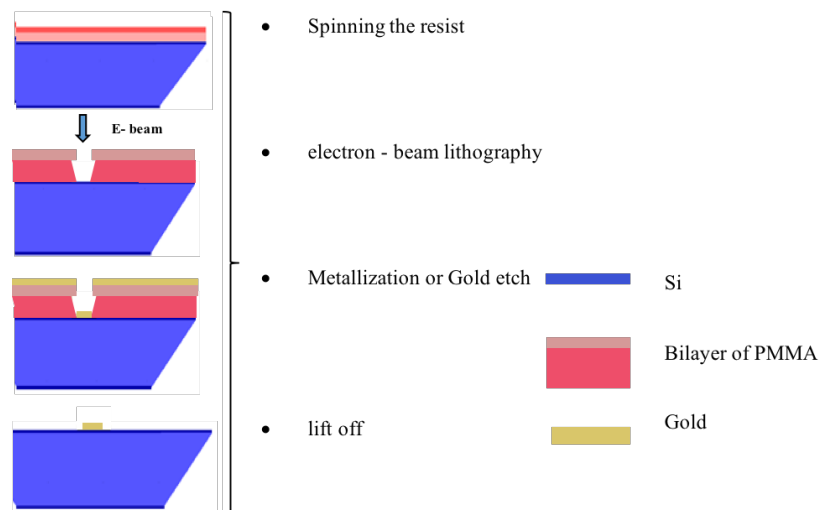 • Spinning the resist
E- beam
• electron - beam lithography
• Metallization or Gold etch
Si
Bilayer of PMMA
• lift off
Gold